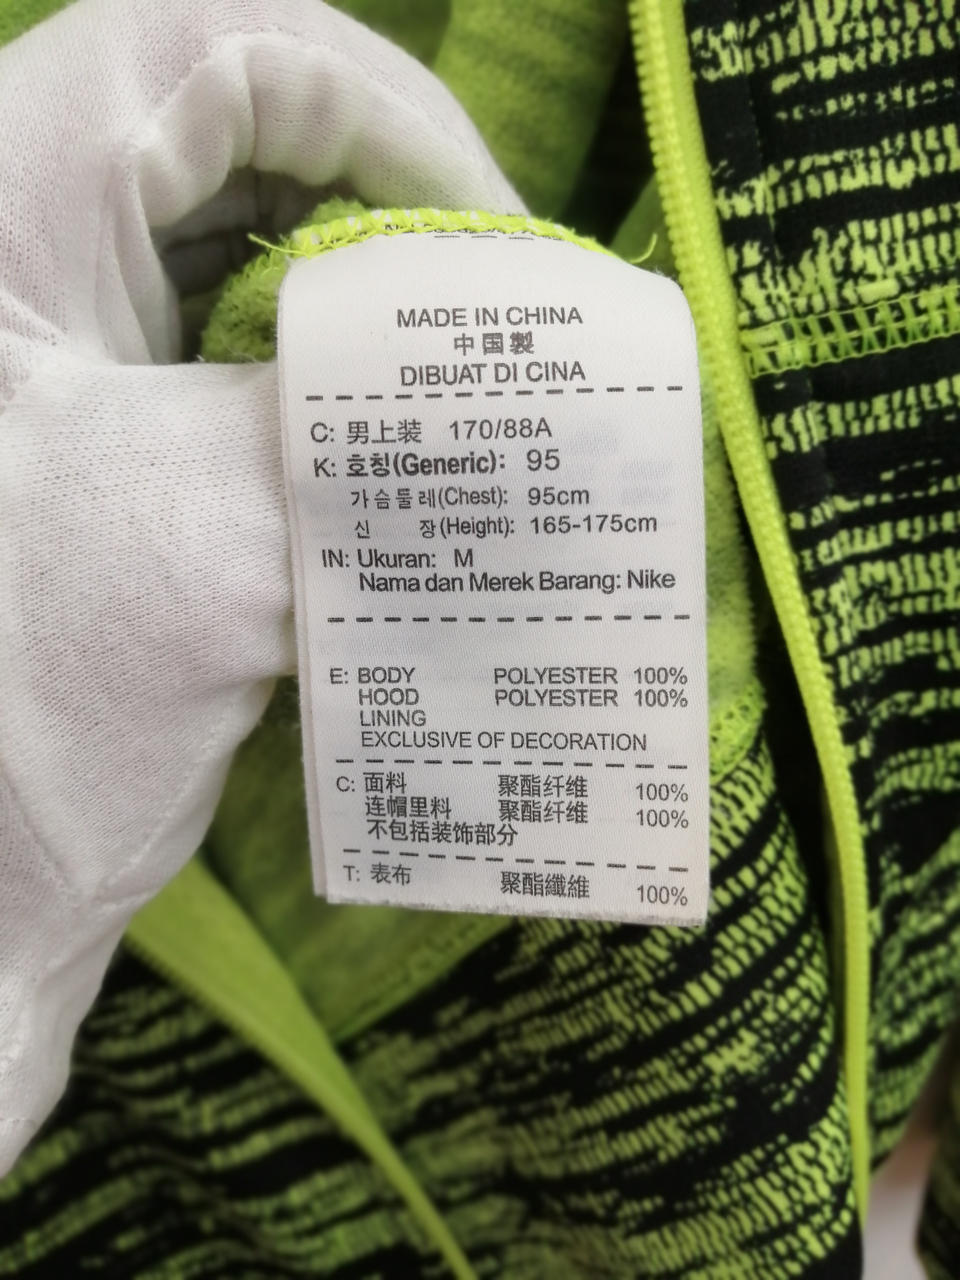 MADE IN CHINA
中国製
DIBUAT DI CINA
C: 男上装 170/88A
K: 호칭(Generic): 95
가슴둘레(Chest): 95cm
신 장(Height): 165-175cm
IN: Ukuran: M
Nama dan Merek Barang: Nike
E: BODY POLYESTER 100%
HOOD POLYESTER 100%
LINING
EXCLUSIVE OF DECORATION
C: 面料 聚酯纤维 100%
连帽里料 聚酯纤维 100%
不包括装饰部分
T: 表布 聚酯纖維 100%